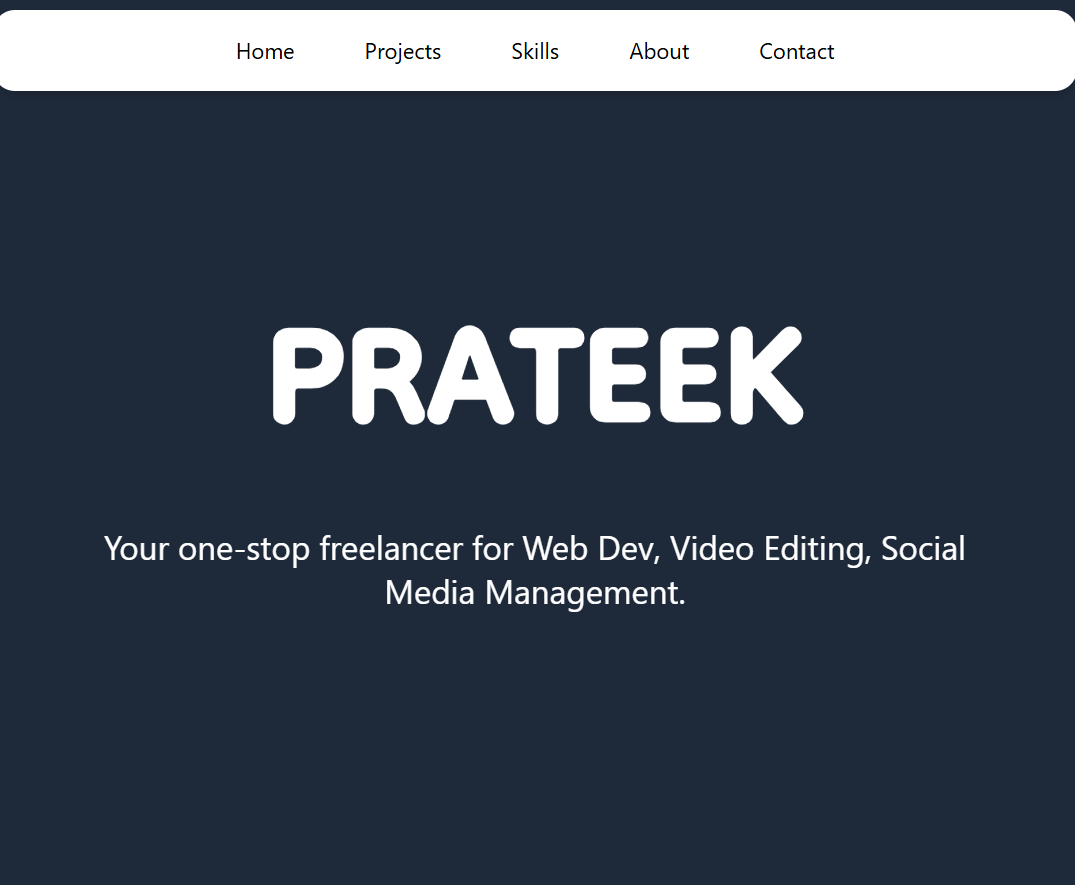 Home Projects Skills About Contact
PRATEEK
Your one-stop freelancer for Web Dev, Video Editing, Social
Media Management.